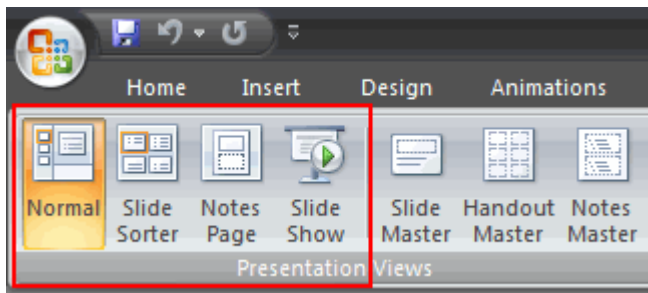 Home Insert Design Animations
Normal Slide Sorter Notes Page Slide Show Slide Master Handout Master Notes Master
Presentation Views